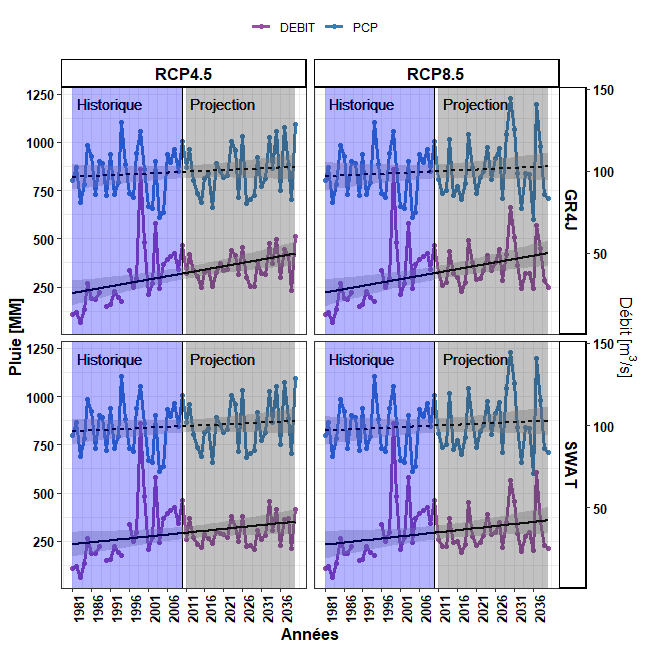 DEBIT PCP
RCP4.5 RCP8.5
Historique Projection Historique Projection
1250
1000
750
500
250
150
100
50
GR4J
Historique Projection Historique Projection
1250
1000
750
500
250
150
100
50
SWAT
Pluie [MM]
Débit [m³/s]
1981 1986 1991 1996 2001 2006 2011 2016 2021 2026 2031 2036 1981 1986 1991 1996 2001 2006 2011 2016 2021 2026 2031 2036
Années